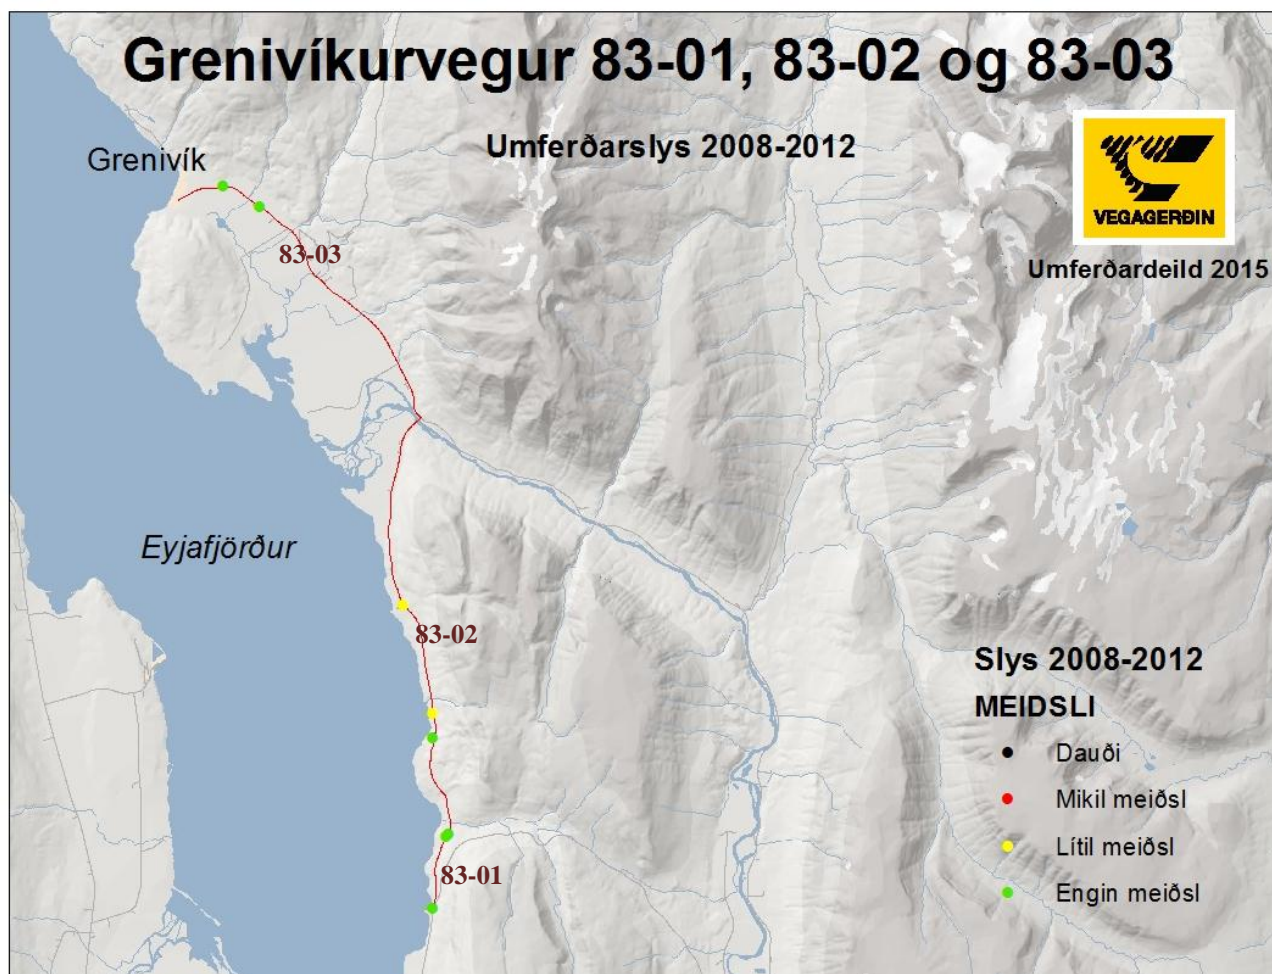 Grenivíkurvegur 83-01, 83-02 og 83-03
Umferðarslys 2008-2012
Grenivík
VEGAGERÐIN
Umferðardeild 2015
83-03
Eyjafjörður
83-02
83-01
Slys 2008-2012
MEIDSLI
Dauði
Mikil meiðsl
Lítil meiðsl
Engin meiðsl